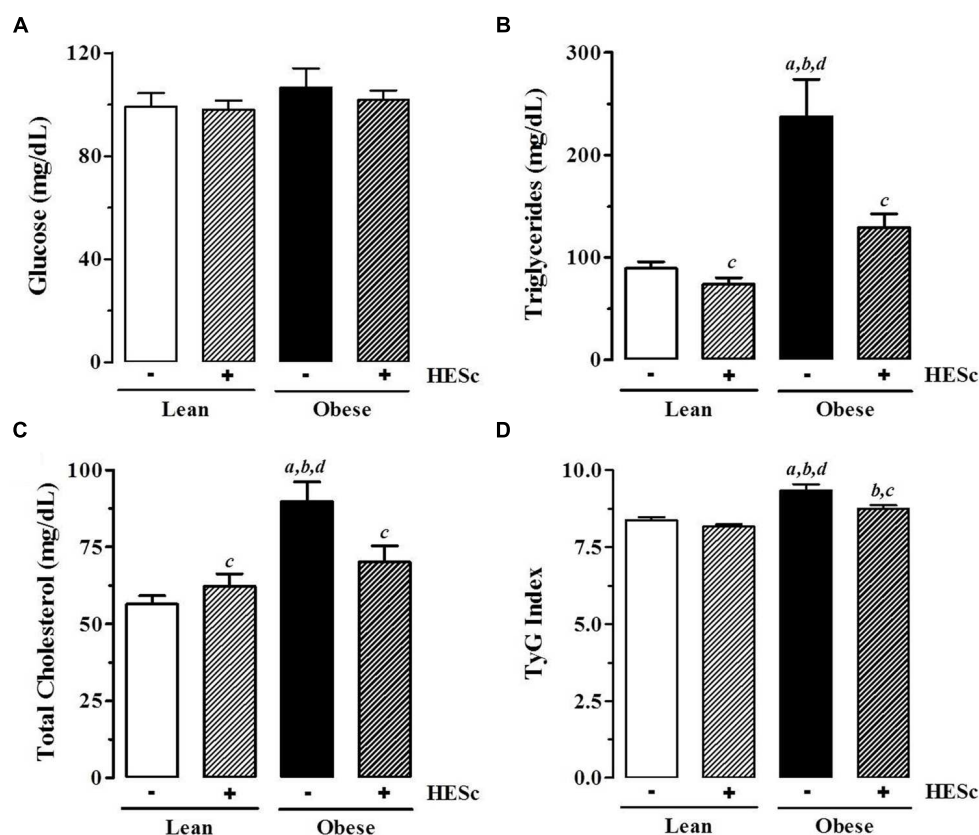 A
Glucose (mg/dL)
120
80
40
0
- + - + HESc
Lean Obese
B
Triglycerides (mg/dL)
300
200
100
0
a,b,d
c
c
- + - + HESc
Lean Obese
C
Total Cholesterol (mg/dL)
100
75
50
25
0
a,b,d
c
c
- + - + HESc
Lean Obese
D
TyG Index
10.0
7.5
5.0
2.5
0.0
a,b,d
b,c
- + - + HESc
Lean Obese